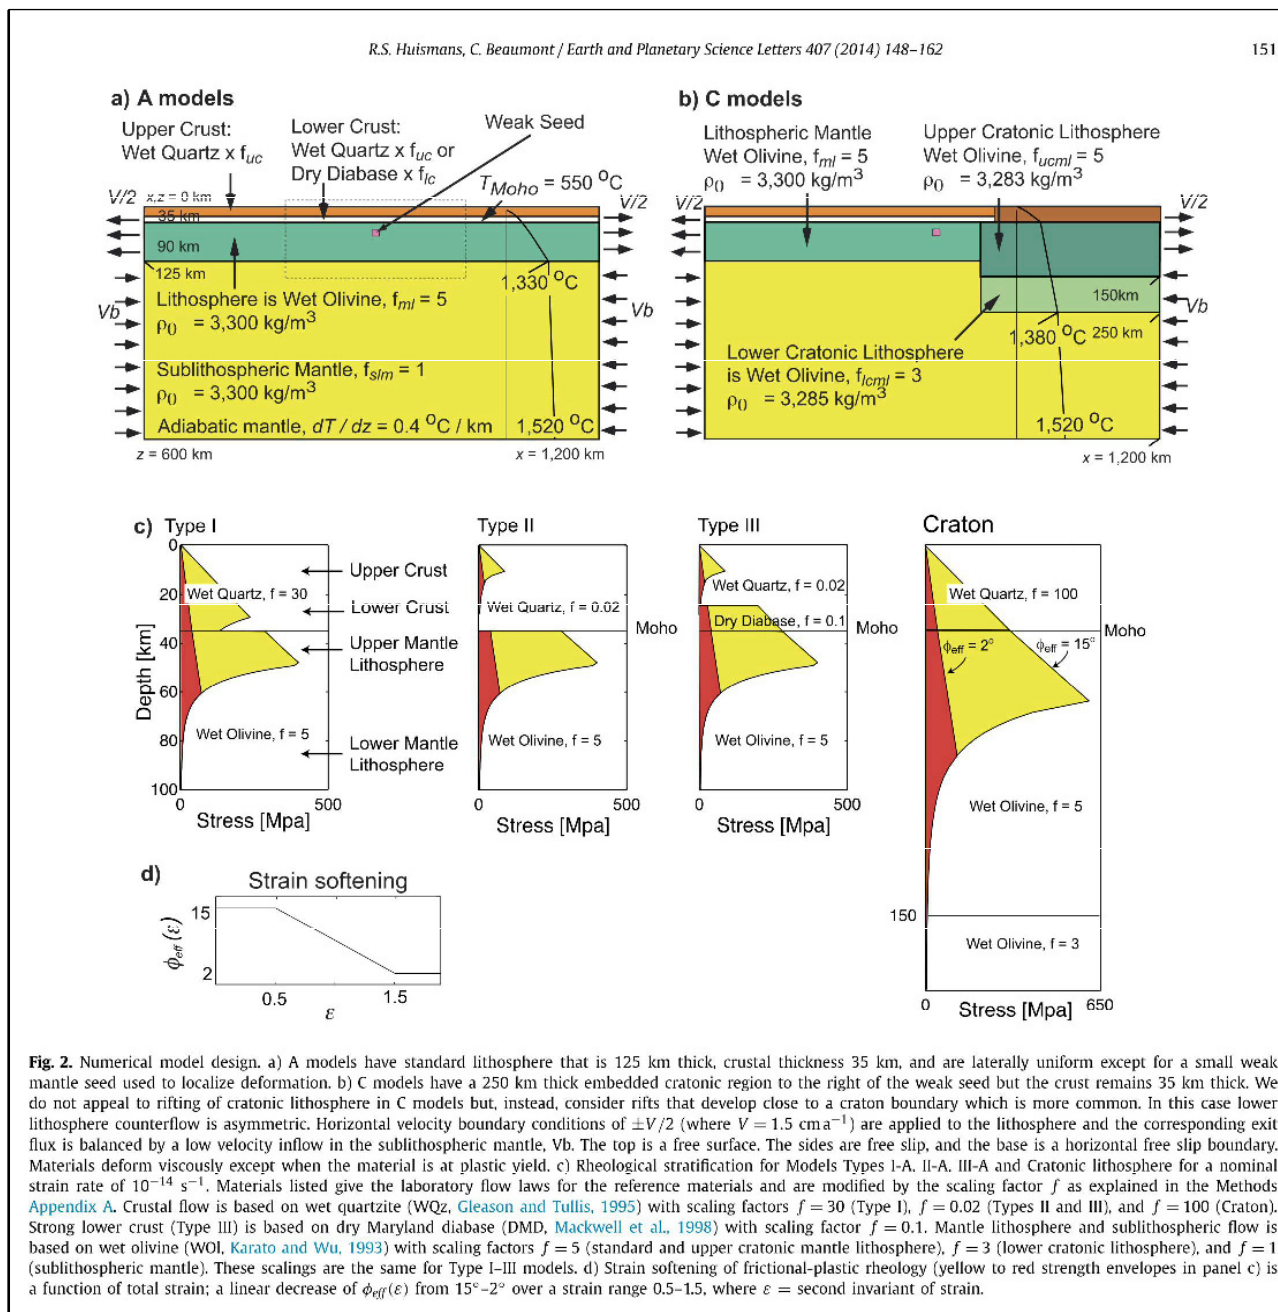 R.S. Huismans, C. Beaumont / Earth and Planetary Science Letters 407 (2014) 148–162
151
a) A models
Upper Crust:
Wet Quartz x fuc
Lower Crust:
Wet Quartz x fuc or
Dry Diabase x flc
Weak Seed
TMoho = 550 °C
V/2
x,z = 0 km
V/2
35 km
90 km
125 km
1,330 °C
Lithosphere is Wet Olivine, fml = 5
ρ0 = 3,300 kg/m³
Vb
Vb
Sublithospheric Mantle, fslm = 1
ρ0 = 3,300 kg/m³
Adiabatic mantle, dT / dz = 0.4 °C / km
1,520 °C
z = 600 km
x = 1,200 km
b) C models
Lithospheric Mantle
Wet Olivine, fml = 5
ρ0 = 3,300 kg/m³
Upper Cratonic Lithosphere
Wet Olivine, fucml = 5
ρ0 = 3,283 kg/m³
V/2
150km
Vb
1,380 °C
250 km
Lower Cratonic Lithosphere
is Wet Olivine, flcml = 3
ρ0 = 3,285 kg/m³
1,520 °C
x = 1,200 km
c) Type I
0
20
40
60
80
100
Depth [km]
Wet Quartz, f = 30
Wet Olivine, f = 5
0
500
Stress [Mpa]
Upper Crust
Lower Crust
Upper Mantle
Lithosphere
Lower Mantle
Lithosphere
Type II
Wet Quartz, f = 0.02
Moho
Wet Olivine, f = 5
0
500
Stress [Mpa]
Type III
Wet Quartz, f = 0.02
Dry Diabase, f = 0.1
Moho
Wet Olivine, f = 5
0
500
Stress [Mpa]
Craton
Wet Quartz, f = 100
Moho
ϕeff = 2°
ϕeff = 15°
Wet Olivine, f = 5
150
Wet Olivine, f = 3
0
650
Stress [Mpa]
d)
Strain softening
15
2
ϕeff(ε)
0.5
1.5
ε
Fig. 2. Numerical model design. a) A models have standard lithosphere that is 125 km thick, crustal thickness 35 km, and are laterally uniform except for a small weak
mantle seed used to localize deformation. b) C models have a 250 km thick embedded cratonic region to the right of the weak seed but the crust remains 35 km thick. We
do not appeal to rifting of cratonic lithosphere in C models but, instead, consider rifts that develop close to a craton boundary which is more common. In this case lower
lithosphere counterflow is asymmetric. Horizontal velocity boundary conditions of ±V/2 (where V = 1.5 cm a⁻¹) are applied to the lithosphere and the corresponding exit
flux is balanced by a low velocity inflow in the sublithospheric mantle, Vb. The top is a free surface. The sides are free slip, and the base is a horizontal free slip boundary.
Materials deform viscously except when the material is at plastic yield. c) Rheological stratification for Models Types I-A, II-A, III-A and Cratonic lithosphere for a nominal
strain rate of 10⁻¹⁴ s⁻¹. Materials listed give the laboratory flow laws for the reference materials and are modified by the scaling factor f as explained in the Methods
Appendix A. Crustal flow is based on wet quartzite (WQz, Gleason and Tullis, 1995) with scaling factors f = 30 (Type I), f = 0.02 (Types II and III), and f = 100 (Craton).
Strong lower crust (Type III) is based on dry Maryland diabase (DMD, Mackwell et al., 1998) with scaling factor f = 0.1. Mantle lithosphere and sublithospheric flow is
based on wet olivine (WOl, Karato and Wu, 1993) with scaling factors f = 5 (standard and upper cratonic mantle lithosphere), f = 3 (lower cratonic lithosphere), and f = 1
(sublithospheric mantle). These scalings are the same for Type I–III models. d) Strain softening of frictional-plastic rheology (yellow to red strength envelopes in panel c) is
a function of total strain; a linear decrease of ϕeff(ε) from 15°–2° over a strain range 0.5–1.5, where ε = second invariant of strain.